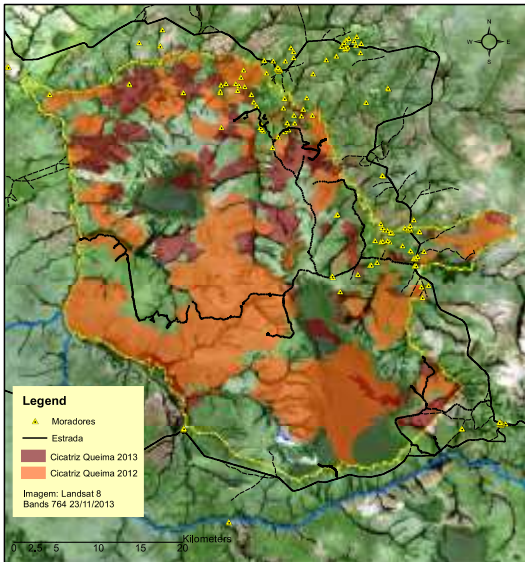 N
W E
S
Legend
Moradores
Estrada
Cicatriz Queima 2013
Cicatriz Queima 2012
Imagem: Landsat 8
Bands 764 23/11/2013
Kilometers
0 2.5 5 10 15 20